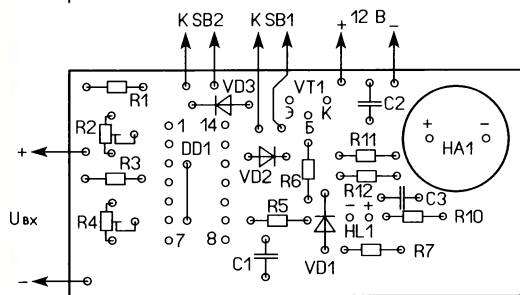 К SB2 К SB1 + 12 В −
R1 VD3 VT1
Э К C2
R2 1 14 Б
+ R3 DD1 VD2 R6 R11 + − HA1
R12
Uвх R4 R5 − + C3
HL1 R10
7 8
− C1 VD1 R7